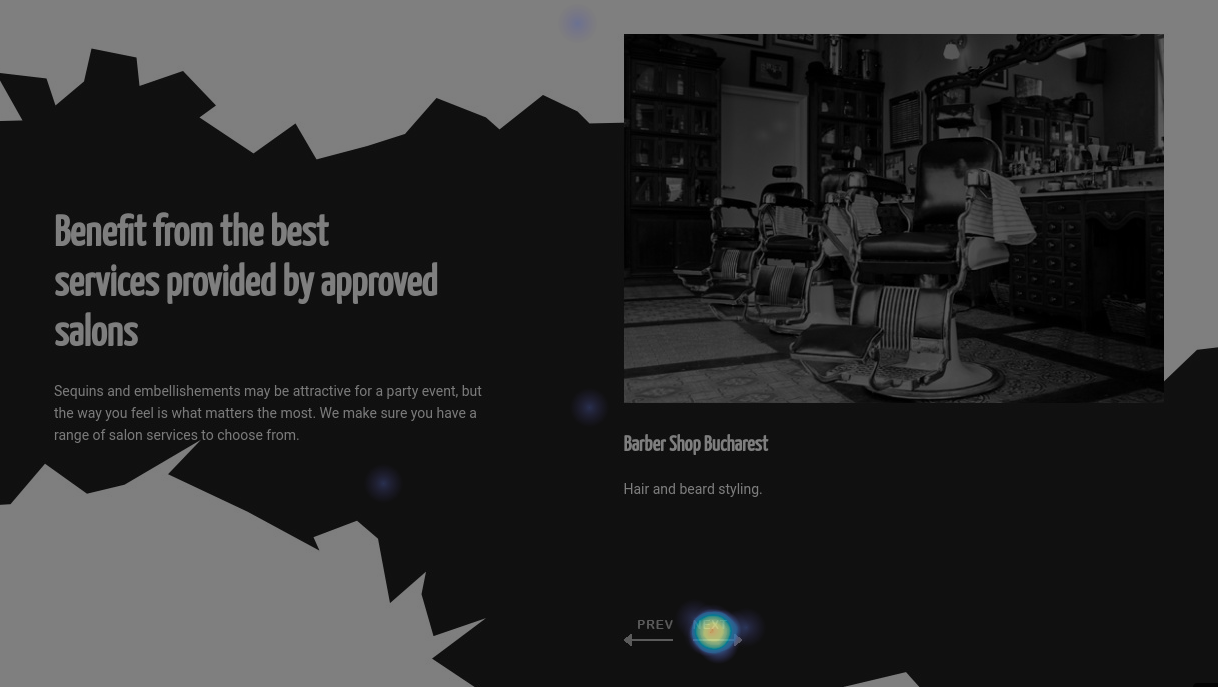 Benefit from the best
services provided by approved
salons
Sequins and embellishements may be attractive for a party event, but
the way you feel is what matters the most. We make sure you have a
range of salon services to choose from.
Barber Shop Bucharest
Hair and beard styling.
PREV
NEXT